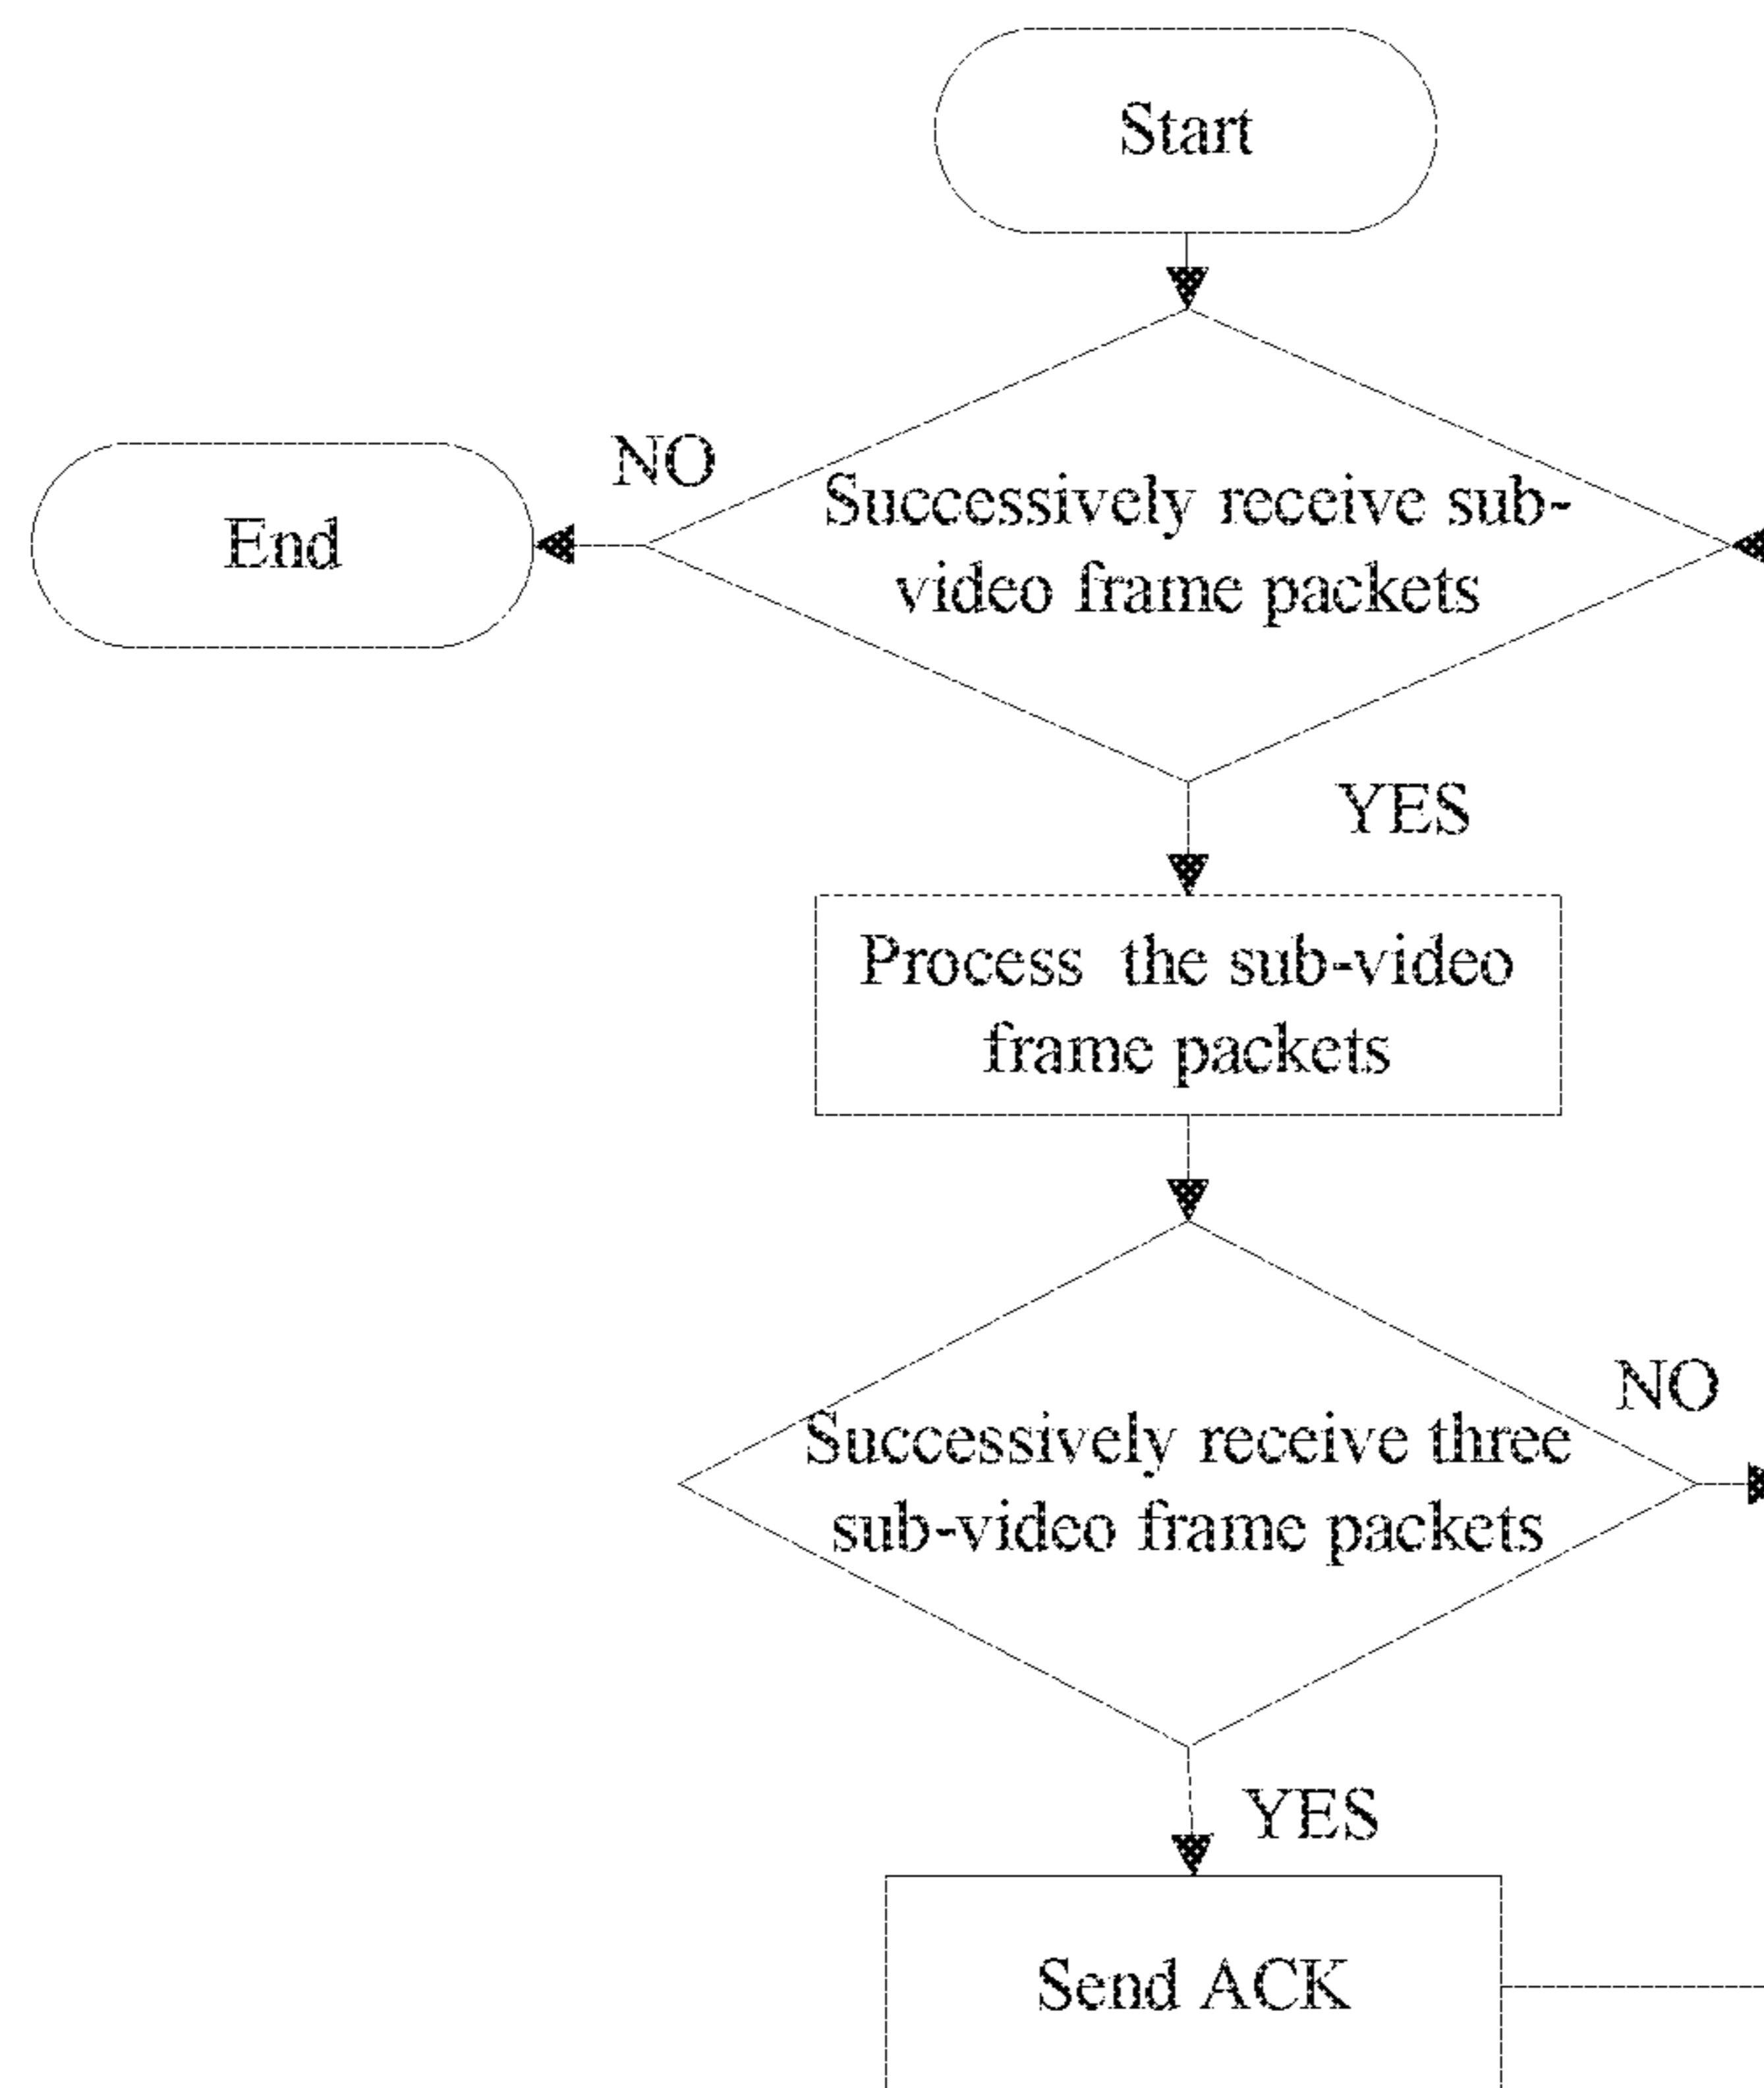 Start
NO
End
Successively receive sub-
video frame packets
YES
Process the sub-video
frame packets
NO
Successively receive three
sub-video frame packets
YES
Send ACK